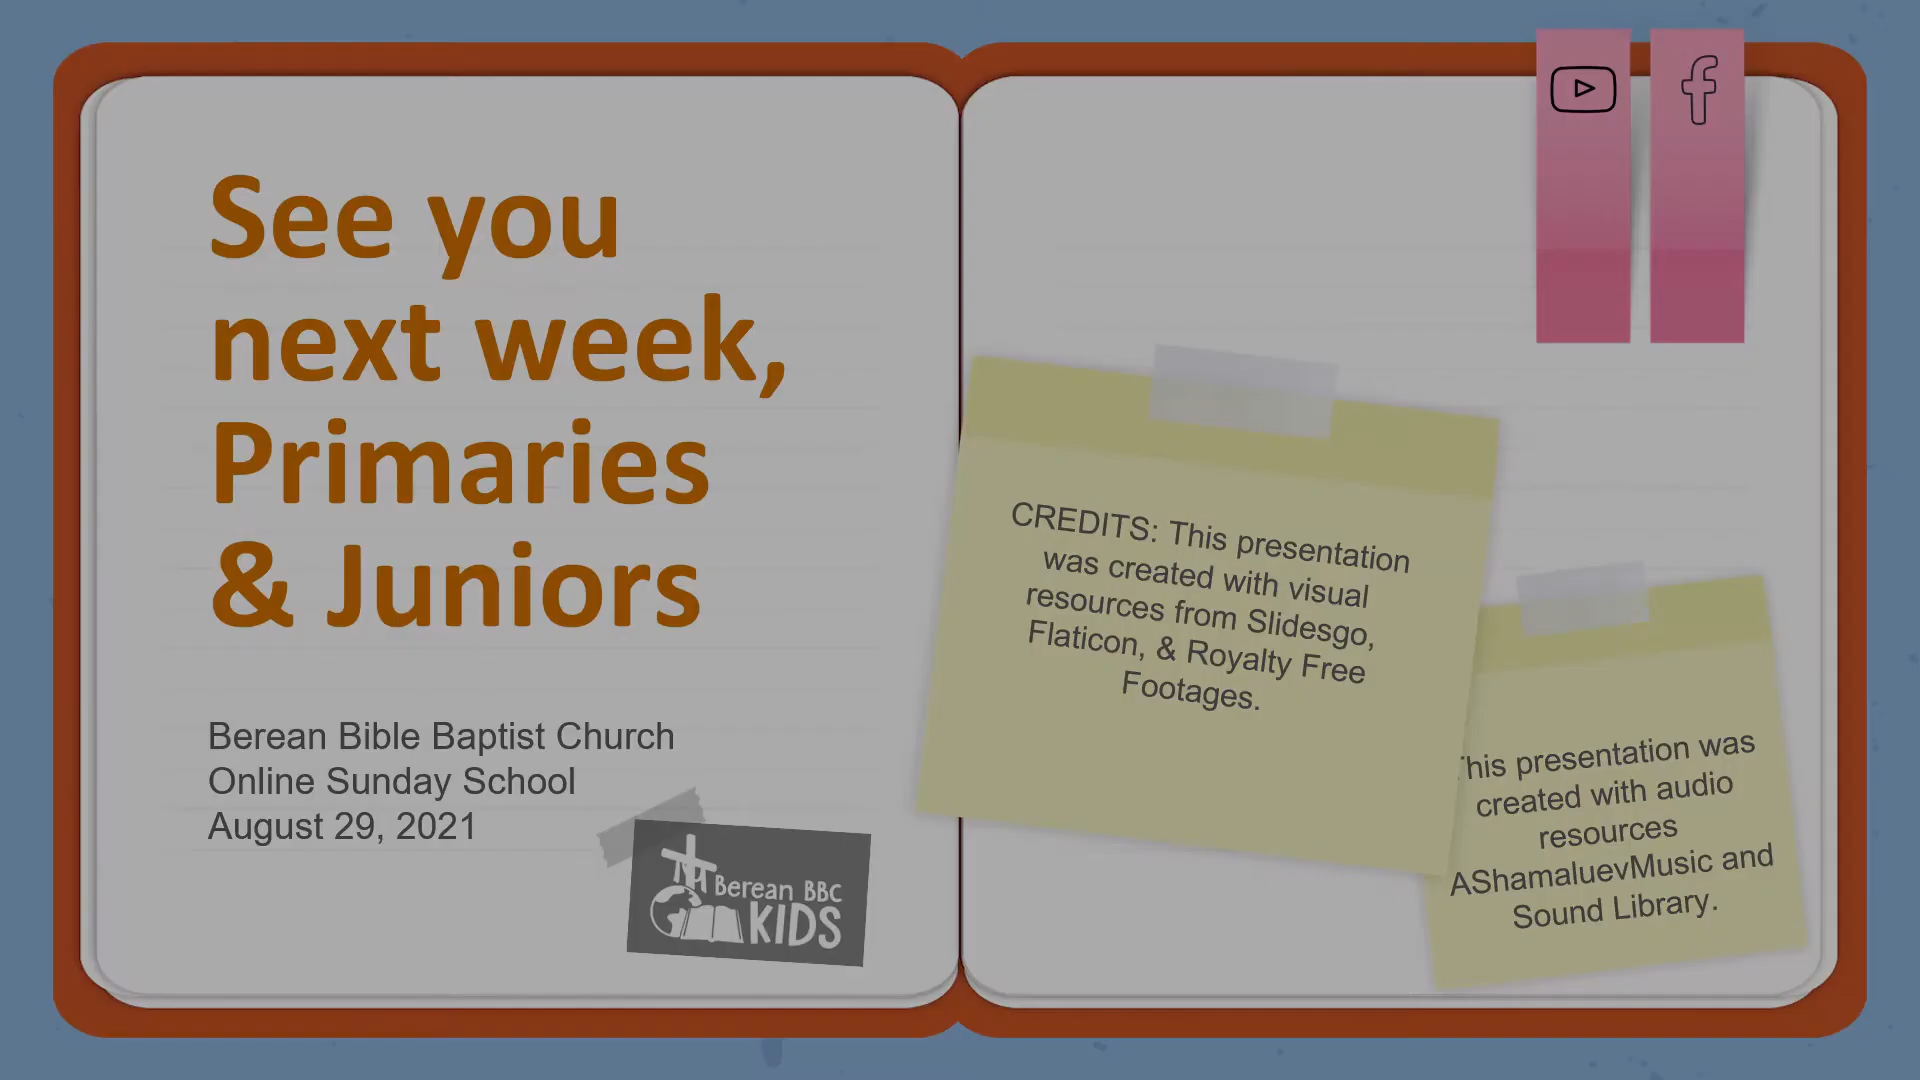 See you
next week,
Primaries
& Juniors
Berean Bible Baptist Church
Online Sunday School
August 29, 2021
Berean BBC
KIDS
CREDITS: This presentation
was created with visual
resources from Slidesgo,
Flaticon, & Royalty Free
Footages.
This presentation was
created with audio
resources
AShamaluevMusic and
Sound Library.